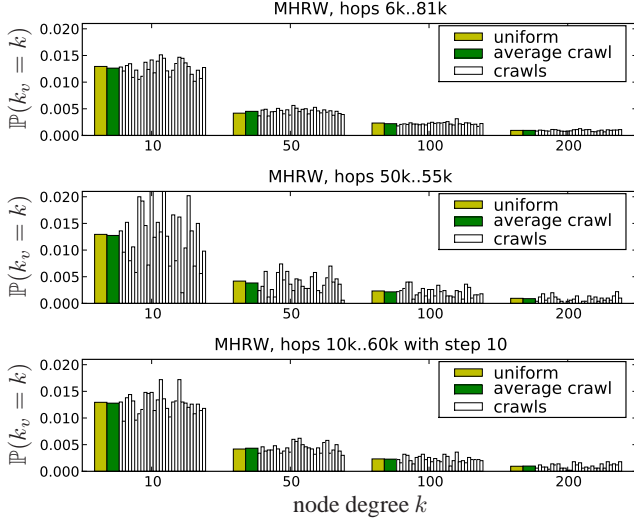 MHRW, hops 6k..81k
0.020
0.015
0.010
0.005
0.000
ℙ(k_v = k)
uniform
average crawl
crawls
10 50 100 200
MHRW, hops 50k..55k
0.020
0.015
0.010
0.005
0.000
ℙ(k_v = k)
uniform
average crawl
crawls
10 50 100 200
MHRW, hops 10k..60k with step 10
0.020
0.015
0.010
0.005
0.000
ℙ(k_v = k)
uniform
average crawl
crawls
10 50 100 200
node degree k